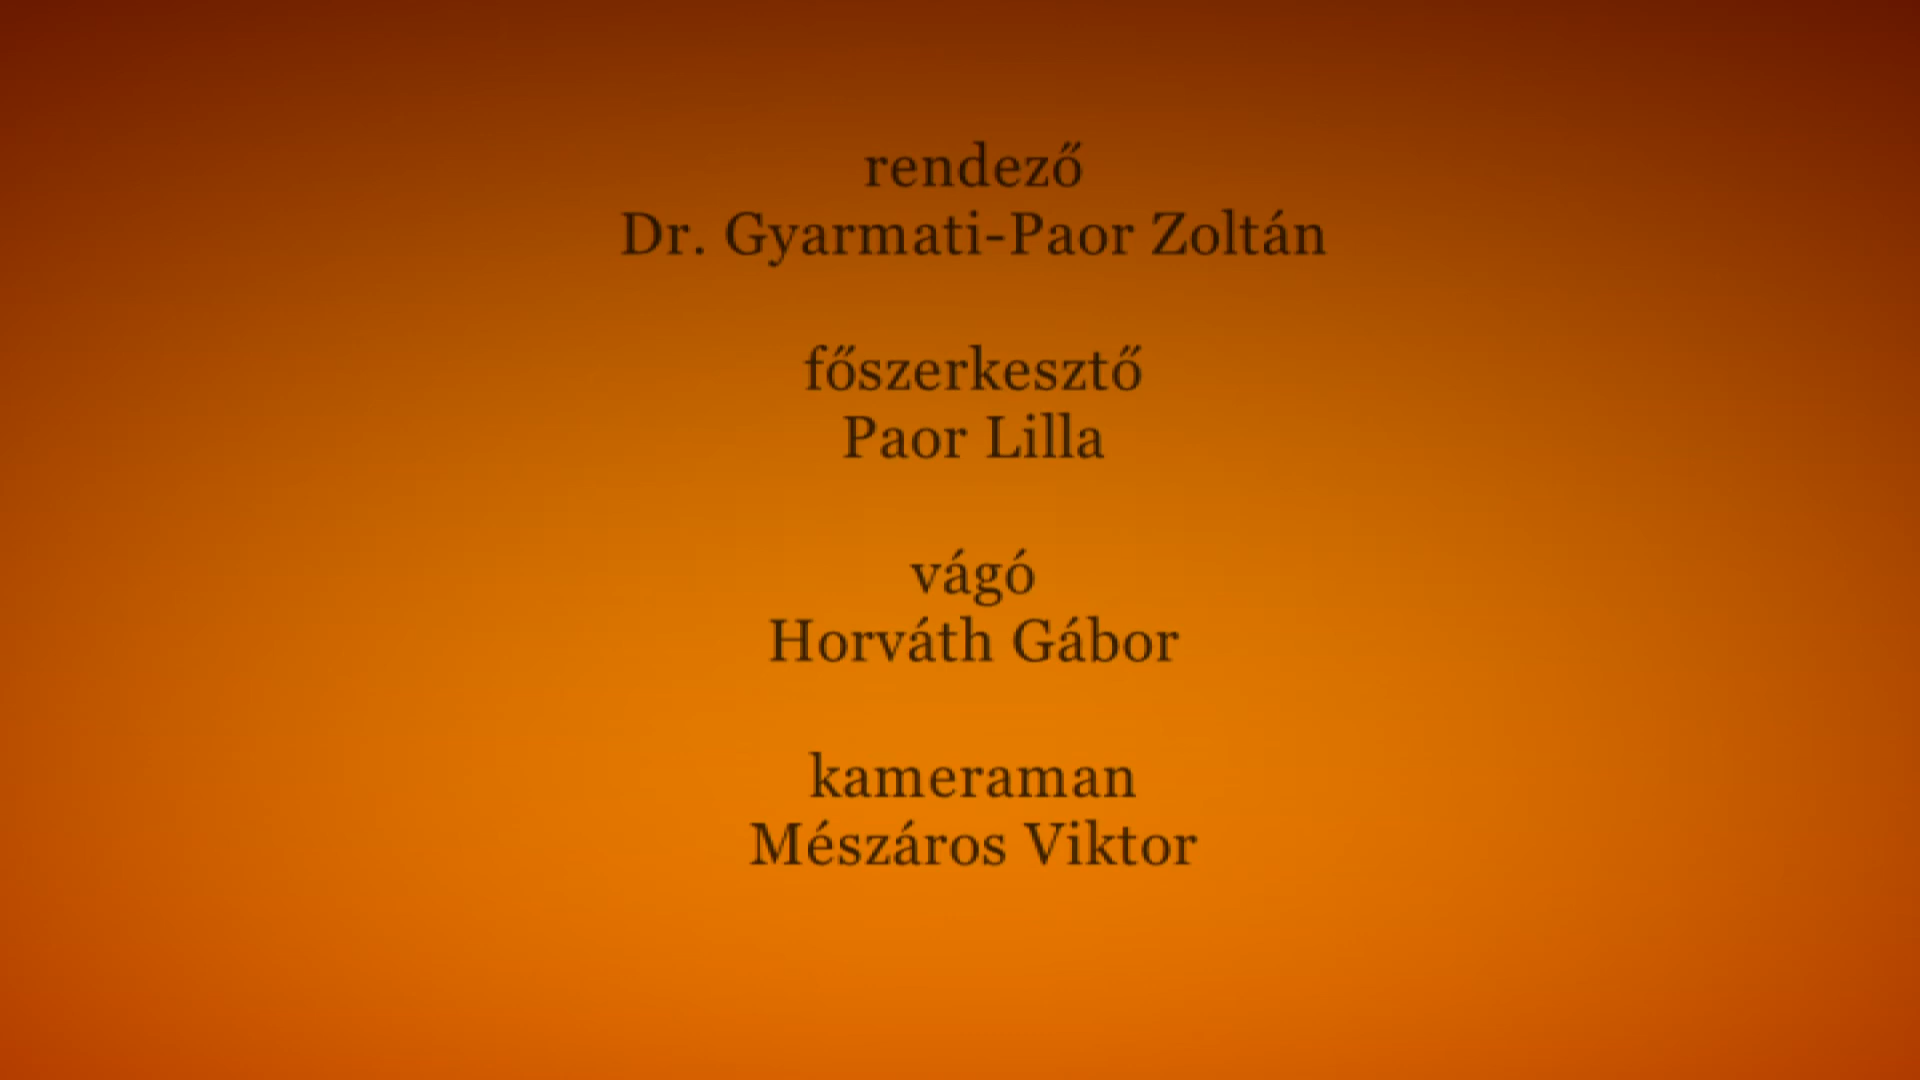 rendező
Dr. Gyarmati-Paor Zoltán
főszerkesztő
Paor Lilla
vágó
Horváth Gábor
kameraman
Mészáros Viktor